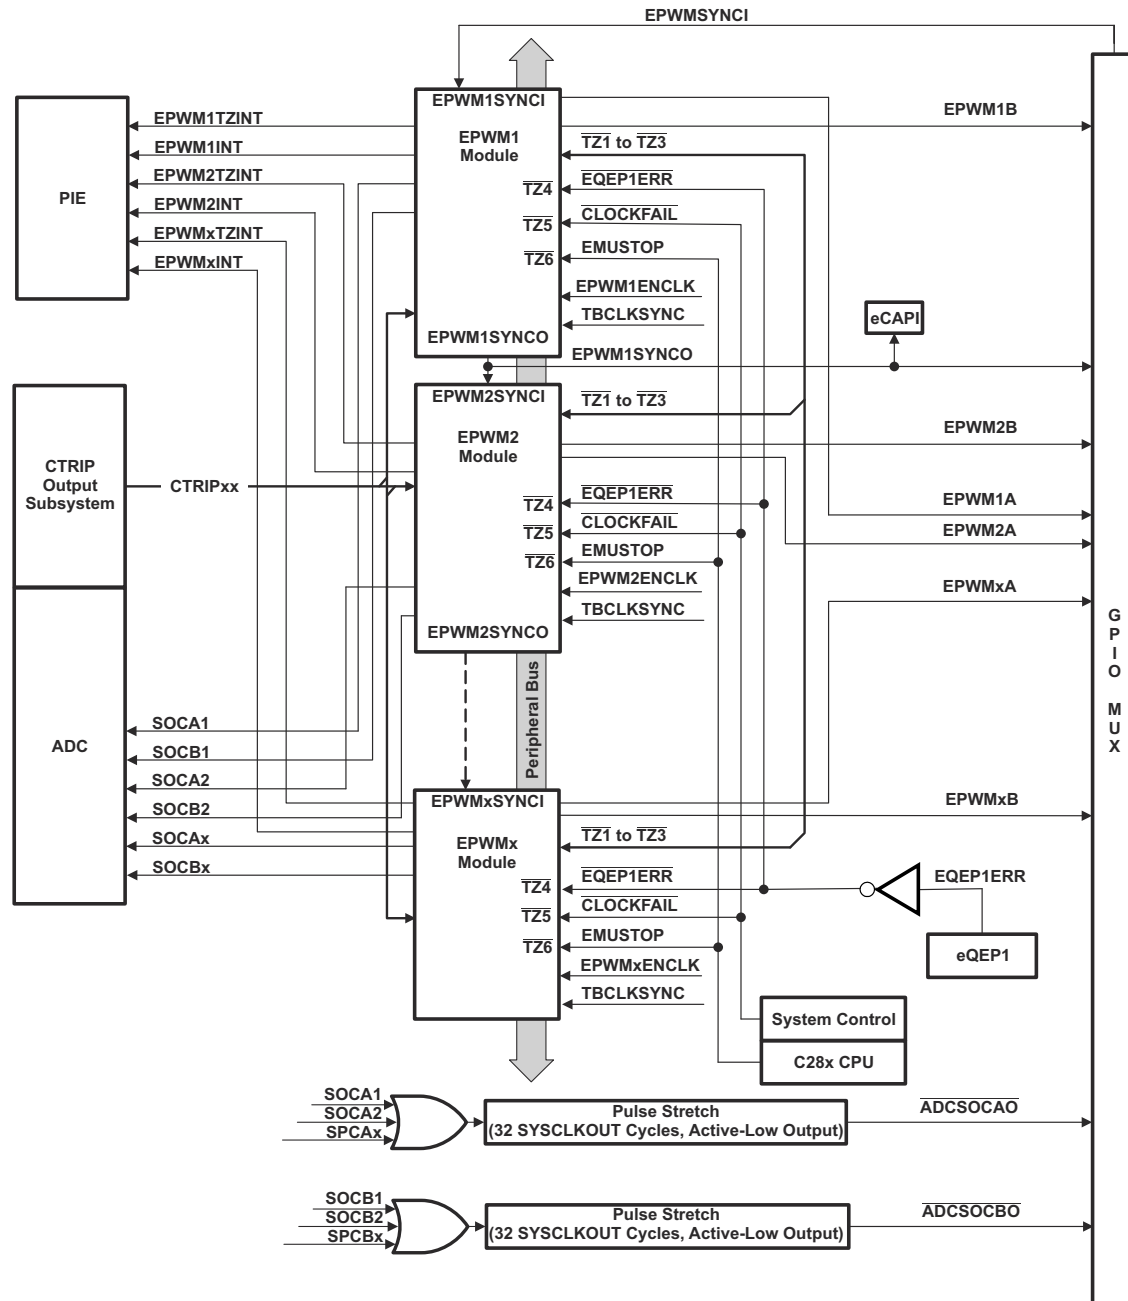 EPWMSYNCI
EPWM1SYNCI
EPWM1TZINT
EPWM1B
EPWM1
Module
TZ1 to TZ3
EPWM1INT
EPWM2TZINT
TZ4
EQEP1ERR
PIE
EPWM2INT
TZ5
CLOCKFAIL
EPWMxTZINT
TZ6
EMUSTOP
EPWMxINT
EPWM1ENCLK
TBCLKSYNC
eCAPI
EPWM1SYNCO
EPWM1SYNCO
EPWM2SYNCI
TZ1 to TZ3
EPWM2
Module
EPWM2B
CTRIP
Output
Subsystem
CTRIPxx
TZ4
EQEP1ERR
EPWM1A
TZ5
CLOCKFAIL
EPWM2A
TZ6
EMUSTOP
EPWM2ENCLK
EPWMxA
TBCLKSYNC
EPWM2SYNCO
GPIO MUX
Peripheral Bus
ADC
SOCA1
SOCB1
SOCA2
SOCB2
SOCAx
SOCBx
EPWMxSYNCI
EPWMxB
EPWMx
Module
TZ1 to TZ3
TZ4
EQEP1ERR
EQEP1ERR
TZ5
CLOCKFAIL
TZ6
EMUSTOP
eQEP1
EPWMxENCLK
TBCLKSYNC
System Control
C28x CPU
SOCA1
SOCA2
SPCAx
Pulse Stretch
(32 SYSCLKOUT Cycles, Active-Low Output)
ADCSOCAO
SOCB1
SOCB2
SPCBx
Pulse Stretch
(32 SYSCLKOUT Cycles, Active-Low Output)
ADCSOCBO